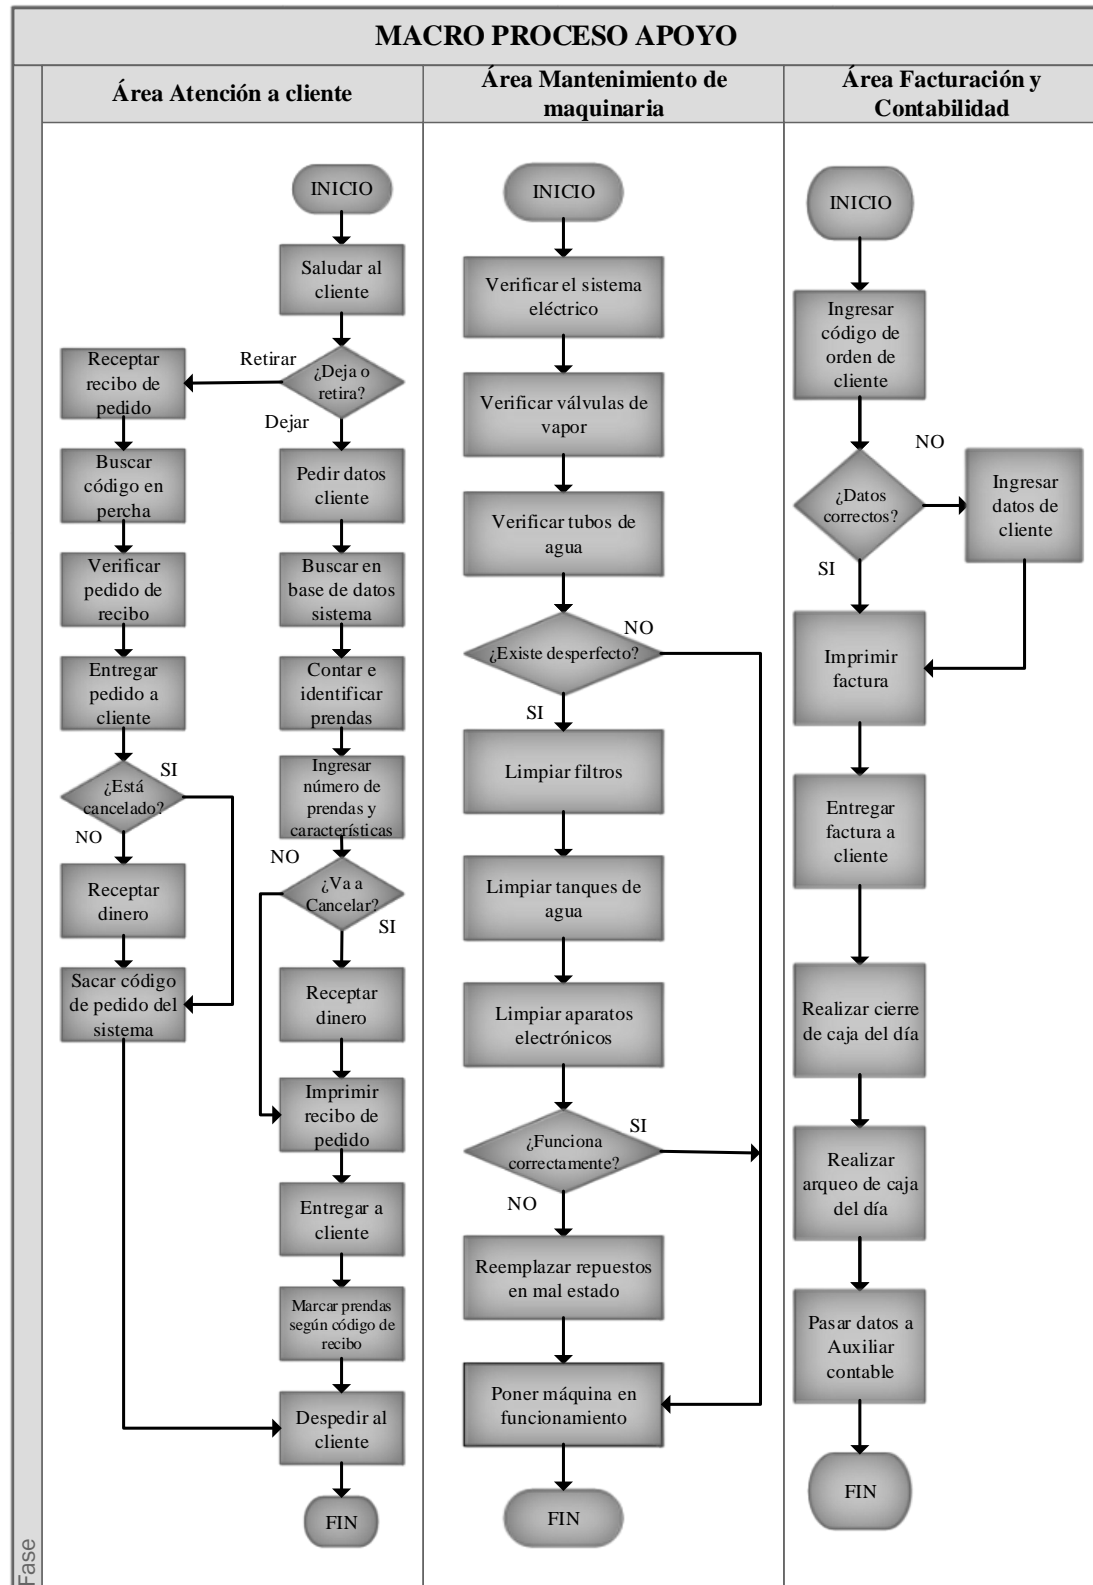 MACRO PROCESO APOYO
Área Atención a cliente
INICIO
Saludar al
cliente
¿Deja o
retira?
Retirar
Dejar
Receptar
recibo de
pedido
Buscar
código en
percha
Verificar
pedido de
recibo
Entregar
pedido a
cliente
¿Está
cancelado?
SI
NO
Receptar
dinero
Sacar código
de pedido del
sistema
Pedir datos
cliente
Buscar en
base de datos
sistema
Contar e
identificar
prendas
Ingresar
número de
prendas y
características
¿Va a
Cancelar?
NO
SI
Receptar
dinero
Imprimir
recibo de
pedido
Entregar a
cliente
Marcar prendas
según código de
recibo
Despedir al
cliente
FIN
Área Mantenimiento de
maquinaria
INICIO
Verificar el sistema
eléctrico
Verificar válvulas de
vapor
Verificar tubos de
agua
¿Existe desperfecto?
NO
SI
Limpiar filtros
Limpiar tanques de
agua
Limpiar aparatos
electrónicos
¿Funciona
correctamente?
SI
NO
Reemplazar repuestos
en mal estado
Poner máquina en
funcionamiento
FIN
Área Facturación y
Contabilidad
INICIO
Ingresar
código de
orden de
cliente
¿Datos
correctos?
NO
SI
Ingresar
datos de
cliente
Imprimir
factura
Entregar
factura a
cliente
Realizar cierre
de caja del día
Realizar
arqueo de caja
del día
Pasar datos a
Auxiliar
contable
FIN
Fase